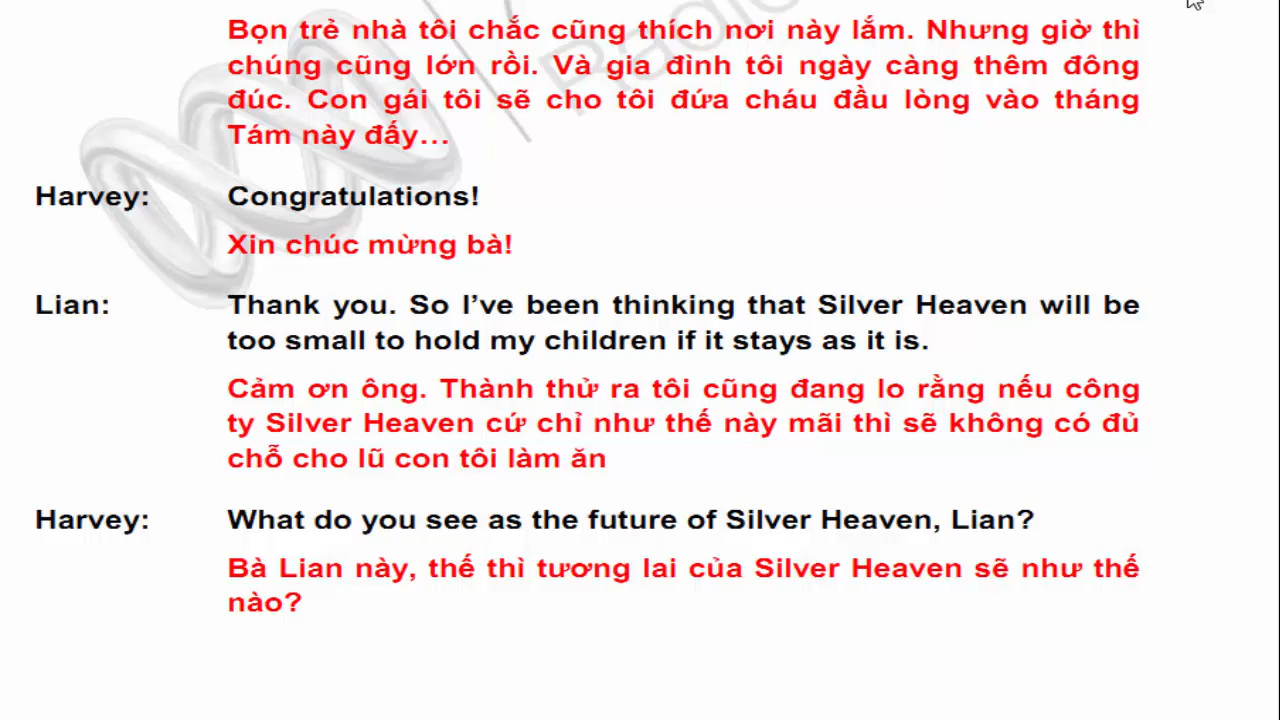 Bọn trẻ nhà tôi chắc cũng thích nơi này lắm. Nhưng giờ thì
chúng cũng lớn rồi. Và gia đình tôi ngày càng thêm đông
đúc. Con gái tôi sẽ cho tôi đứa cháu đầu lòng vào tháng
Tám này đấy…
Harvey: Congratulations!
Xin chúc mừng bà!
Lian: Thank you. So I’ve been thinking that Silver Heaven will be
too small to hold my children if it stays as it is.
Cảm ơn ông. Thành thử ra tôi cũng đang lo rằng nếu công
ty Silver Heaven cứ chỉ như thế này mãi thì sẽ không có đủ
chỗ cho lũ con tôi làm ăn
Harvey: What do you see as the future of Silver Heaven, Lian?
Bà Lian này, thế thì tương lai của Silver Heaven sẽ như thế
nào?